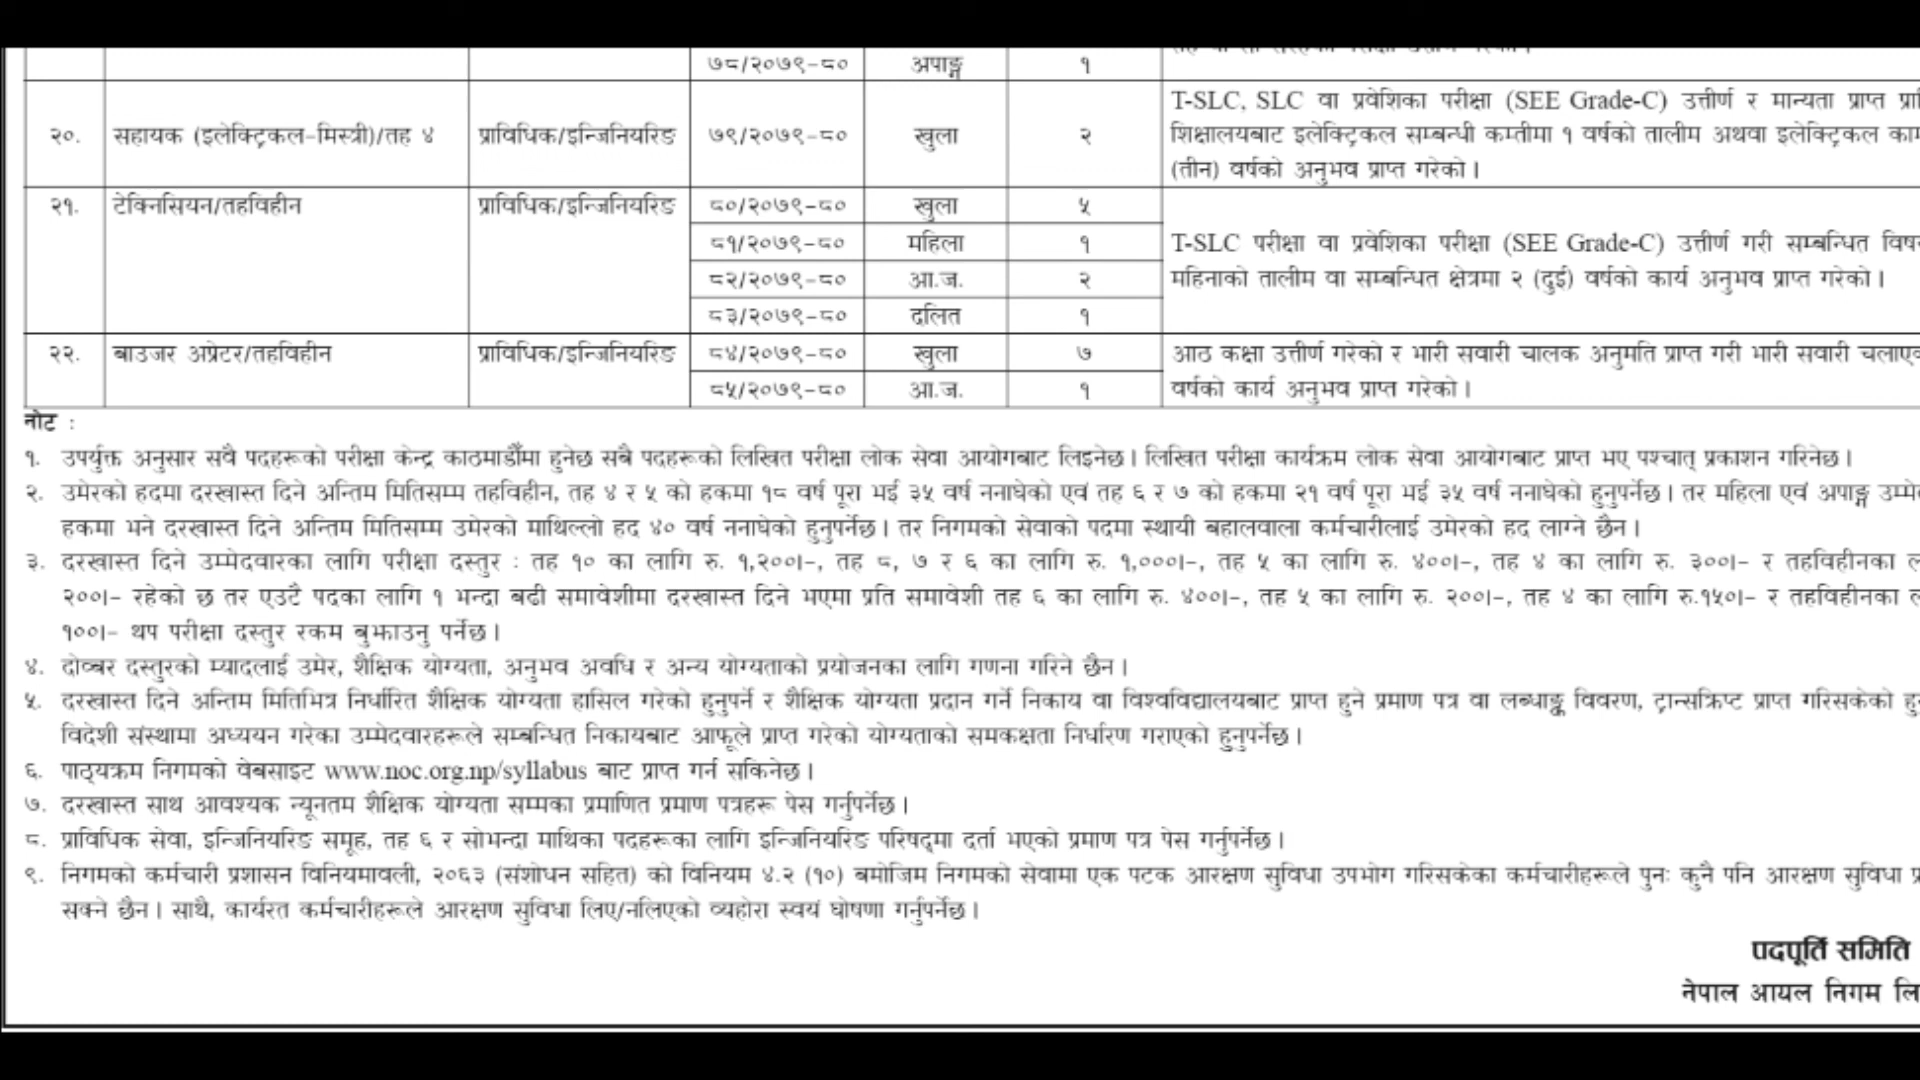 ७८/२०७९-८० अपाङ्ग १
T-SLC, SLC वा प्रवेशिका परीक्षा (SEE Grade-C) उत्तीर्ण र मान्यता प्राप्त
२०. सहायक (इलेक्ट्रिकल-मिस्त्री)/तह ४ प्राविधिक/इन्जिनियरिङ ७९/२०७९-८० खुला २ शिक्षालयबाट इलेक्ट्रिकल सम्बन्धी कम्तीमा १ वर्षको तालीम अथवा इलेक्ट्रिकल
(तीन) वर्षको अनुभव प्राप्त गरेको ।
२१. टेक्निसियन/तहविहीन प्राविधिक/इन्जिनियरिङ ८०/२०७९-८० खुला ५
८१/२०७९-८० महिला १ T-SLC परीक्षा वा प्रवेशिका परीक्षा (SEE Grade-C) उत्तीर्ण गरी सम्बन्धित
८२/२०७९-८० आ.ज. २ महिनाको तालीम वा सम्बन्धित क्षेत्रमा २ (दुई) वर्षको कार्य अनुभव प्राप्त गरेको ।
८३/२०७९-८० दलित १
२२. बाउजर अप्रेटर/तहविहीन प्राविधिक/इन्जिनियरिङ ८४/२०७९-८० खुला ७ आठ कक्षा उत्तीर्ण गरेको र भारी सवारी चालक अनुमति प्राप्त गरी भारी सवारी
८५/२०७९-८० आ.ज. १ वर्षको कार्य अनुभव प्राप्त गरेको ।
नोट :
१. उपर्युक्त अनुसार सवै पदहरूको परीक्षा केन्द्र काठमाडौँमा हुनेछ सबै पदहरूको लिखित परीक्षा लोक सेवा आयोगबाट लिइनेछ । लिखित परीक्षा कार्यक्रम लोक सेवा आयोगबाट प्राप्त भए पश्चात् प्रकाशन गरिनेछ ।
२. उमेरको हदमा दरखास्त दिने अन्तिम मितिसम्म तहविहीन, तह ४ र ५ को हकमा १८ वर्ष पूरा भई ३५ वर्ष ननाघेको एवं तह ६ र ७ को हकमा २१ वर्ष पूरा भई ३५ वर्ष ननाघेको हुनुपर्नेछ । तर महिला एवं अपाङ्ग
हकमा भने दरखास्त दिने अन्तिम मितिसम्म उमेरको माथिल्लो हद ४० वर्ष ननाघेको हुनुपर्नेछ । तर निगमको सेवाको पदमा स्थायी बहालवाला कर्मचारीलाई उमेरको हद लाग्ने छैन ।
३. दरखास्त दिने उम्मेदवारका लागि परीक्षा दस्तुर : तह १० का लागि रु. १,२००।-, तह ८, ७ र ६ का लागि रु. १,०००।-, तह ५ का लागि रु. ४००।-, तह ४ का लागि रु. ३००।- र तहविहीनका
२००।- रहेको छ तर एउटै पदका लागि १ भन्दा बढी समावेशीमा दरखास्त दिने भएमा प्रति समावेशी तह ६ का लागि रु. ४००।-, तह ५ का लागि रु. २००।-, तह ४ का लागि रु.१५०।- र तहविहीनका
१००।- थप परीक्षा दस्तुर रकम बुझाउनु पर्नेछ ।
४. दोव्बर दस्तुरको म्यादलाई उमेर, शैक्षिक योग्यता, अनुभव अवधि र अन्य योग्यताको प्रयोजनका लागि गणना गरिने छैन ।
५. दरखास्त दिने अन्तिम मितिभित्र निर्धारित शैक्षिक योग्यता हासिल गरेको हुनुपर्ने र शैक्षिक योग्यता प्रदान गर्ने निकाय वा विश्वविद्यालयबाट प्राप्त हुने प्रमाण पत्र वा लब्धाङ्क विवरण, ट्रान्सक्रिप्ट प्राप्त गरिसकेको
विदेशी संस्थामा अध्ययन गरेका उम्मेदवारहरूले सम्बन्धित निकायबाट आफूले प्राप्त गरेको योग्यताको समकक्षता निर्धारण गराएको हुनुपर्नेछ ।
६. पाठ्यक्रम निगमको वेबसाइट www.noc.org.np/syllabus बाट प्राप्त गर्न सकिनेछ ।
७. दरखास्त साथ आवश्यक न्यूनतम शैक्षिक योग्यता सम्मका प्रमाणित प्रमाण पत्रहरू पेस गर्नुपर्नेछ ।
८. प्राविधिक सेवा, इन्जिनियरिङ समूह, तह ६ र सोभन्दा माथिका पदहरूका लागि इन्जिनियरिङ परिषद्मा दर्ता भएको प्रमाण पत्र पेस गर्नुपर्नेछ ।
९. निगमको कर्मचारी प्रशासन विनियमावली, २०६३ (संशोधन सहित) को विनियम ४.२ (१०) बमोजिम निगमको सेवामा एक पटक आरक्षण सुविधा उपभोग गरिसकेका कर्मचारीहरूले पुनः कुनै पनि आरक्षण सुविधा
सक्ने छैन । साथै, कार्यरत कर्मचारीहरूले आरक्षण सुविधा लिए/नलिएको व्यहोरा स्वयं घोषणा गर्नुपर्नेछ ।
पदपूर्ति समिति
नेपाल आयल निगम लि